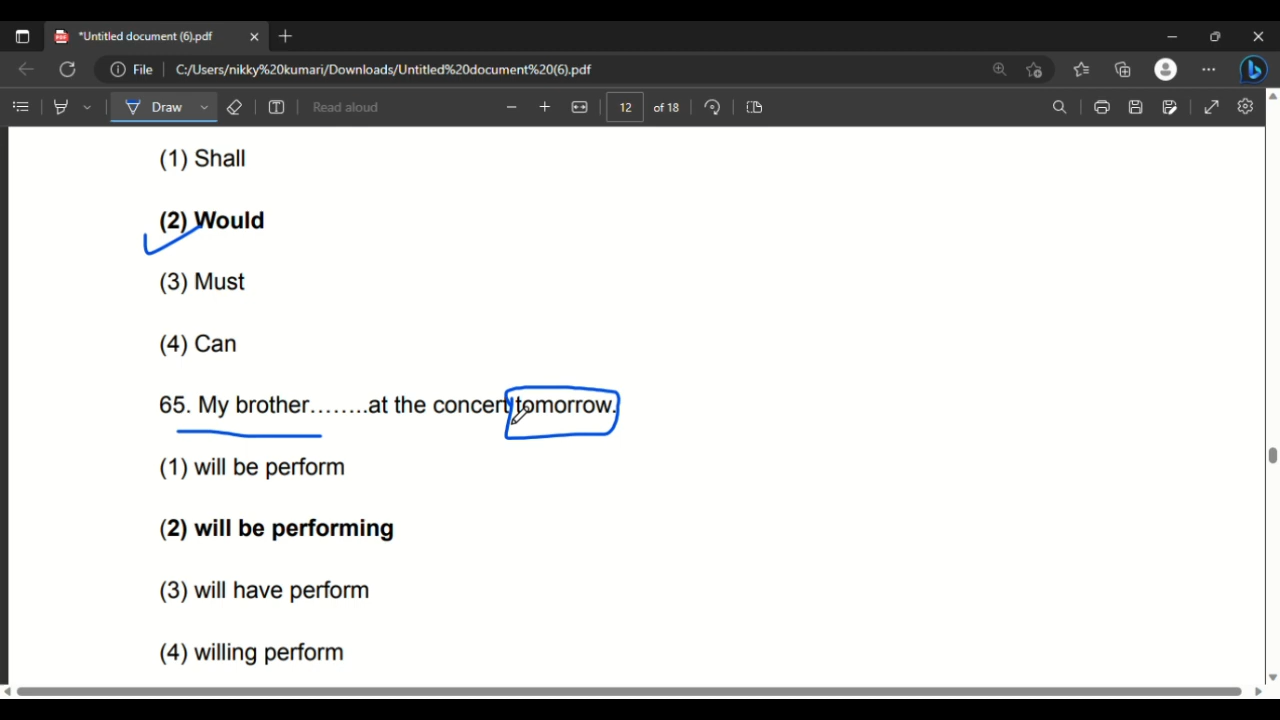 *Untitled document (6).pdf
File C:/Users/nikky%20kumari/Downloads/Untitled%20document%20(6).pdf
Draw Read aloud 12 of 18
(1) Shall
(2) Would
(3) Must
(4) Can
65. My brother……..at the concert tomorrow.
(1) will be perform
(2) will be performing
(3) will have perform
(4) willing perform